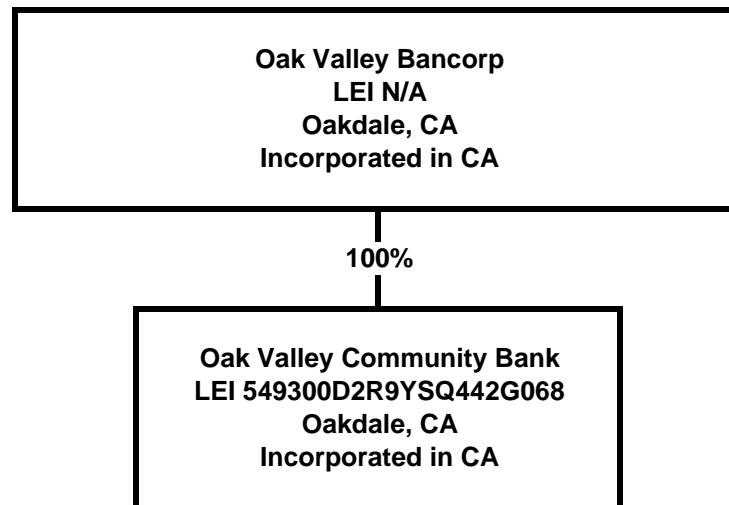 Oak Valley Bancorp
LEI N/A
Oakdale, CA
Incorporated in CA
100%
Oak Valley Community Bank
LEI 549300D2R9YSQ442G068
Oakdale, CA
Incorporated in CA